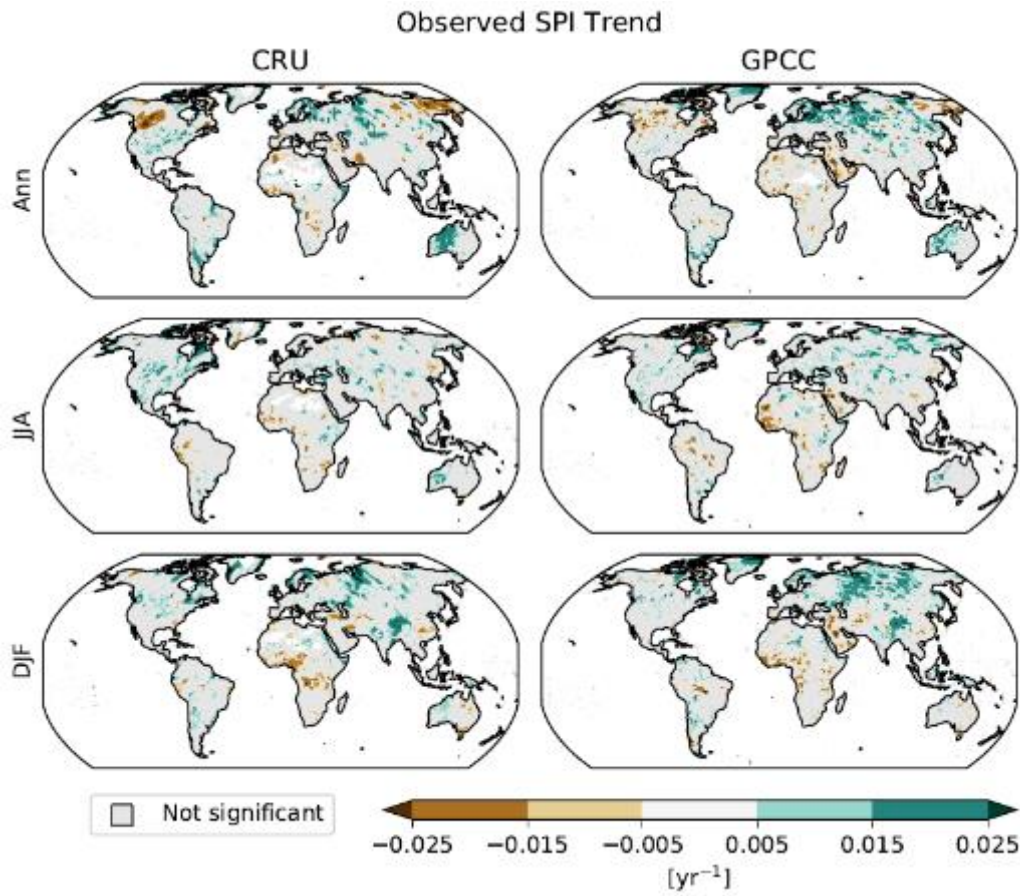 Observed SPI Trend
CRU GPCC
Ann
JJA
DJF
Not significant
−0.025 −0.015 −0.005 0.005 0.015 0.025
[yr⁻¹]